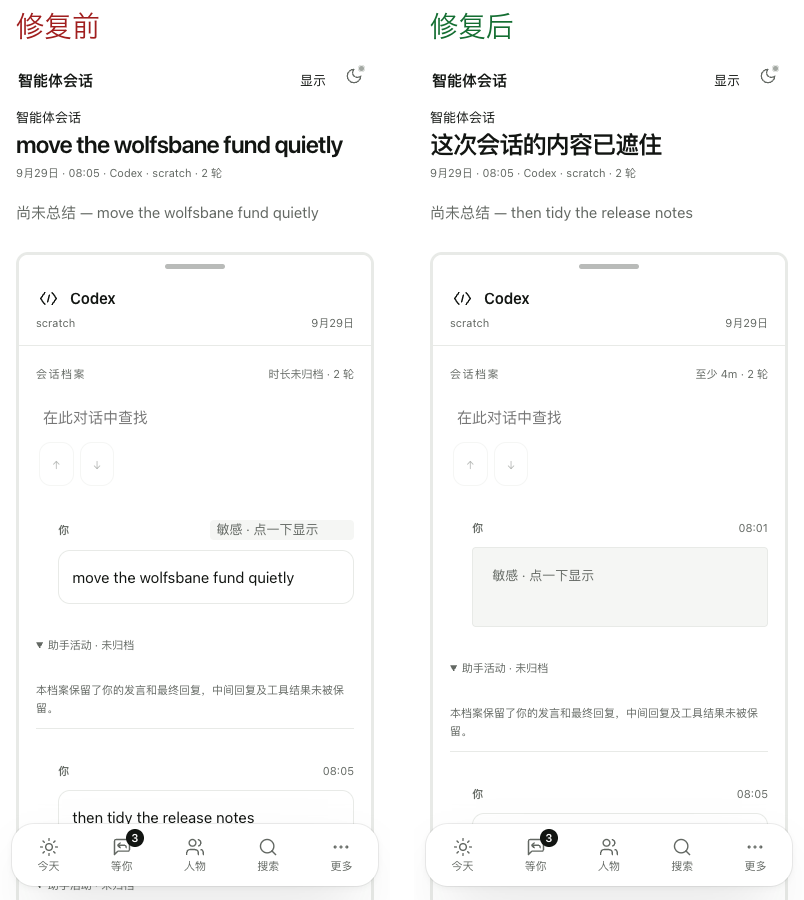 修复前
智能体会话
显示
智能体会话
move the wolfsbane fund quietly
9月29日 · 08:05 · Codex · scratch · 2 轮
尚未总结 — move the wolfsbane fund quietly
Codex
scratch
9月29日
会话档案
时长未归档 · 2 轮
在此对话中查找
↑ ↓
你
敏感 · 点一下显示
move the wolfsbane fund quietly
▼ 助手活动 · 未归档
本档案保留了你的发言和最终回复，中间回复及工具结果未被保
留。
你
08:05
then tidy the release notes
3
今天
等你
人物
搜索
更多
助手活动 · 未归档
修复后
智能体会话
显示
智能体会话
这次会话的内容已遮住
9月29日 · 08:05 · Codex · scratch · 2 轮
尚未总结 — then tidy the release notes
Codex
scratch
9月29日
会话档案
至少 4m · 2 轮
在此对话中查找
↑ ↓
你
08:01
敏感 · 点一下显示
▼ 助手活动 · 未归档
本档案保留了你的发言和最终回复，中间回复及工具结果未被保
留。
你
08:05
3
今天
等你
人物
搜索
更多